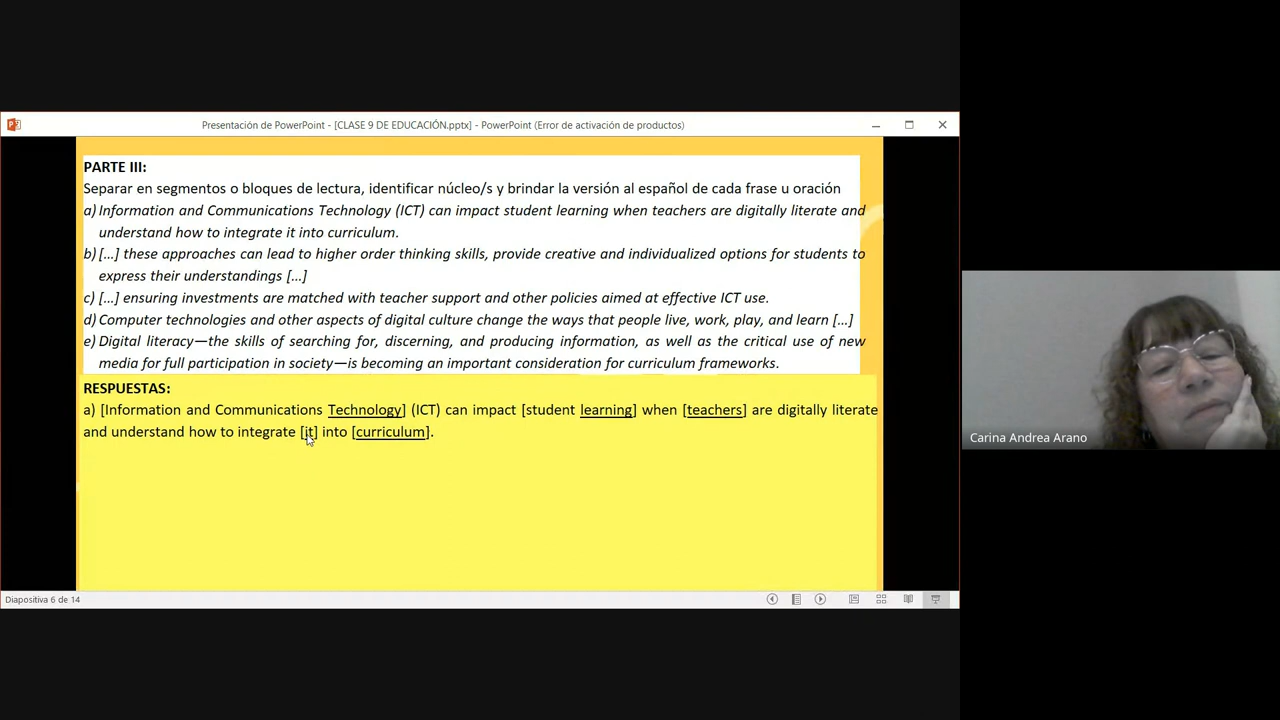 Presentación de PowerPoint - [CLASE 9 DE EDUCACIÓN.pptx] - PowerPoint (Error de activación de productos)
PARTE III:
Separar en segmentos o bloques de lectura, identificar núcleo/s y brindar la versión al español de cada frase u oración
a) Information and Communications Technology (ICT) can impact student learning when teachers are digitally literate and
understand how to integrate it into curriculum.
b) [...] these approaches can lead to higher order thinking skills, provide creative and individualized options for students to
express their understandings [...]
c) [...] ensuring investments are matched with teacher support and other policies aimed at effective ICT use.
d) Computer technologies and other aspects of digital culture change the ways that people live, work, play, and learn [...]
e) Digital literacy—the skills of searching for, discerning, and producing information, as well as the critical use of new
media for full participation in society—is becoming an important consideration for curriculum frameworks.
RESPUESTAS:
a) [Information and Communications Technology] (ICT) can impact [student learning] when [teachers] are digitally literate
and understand how to integrate [it] into [curriculum].
Carina Andrea Arano
Diapositiva 6 de 14